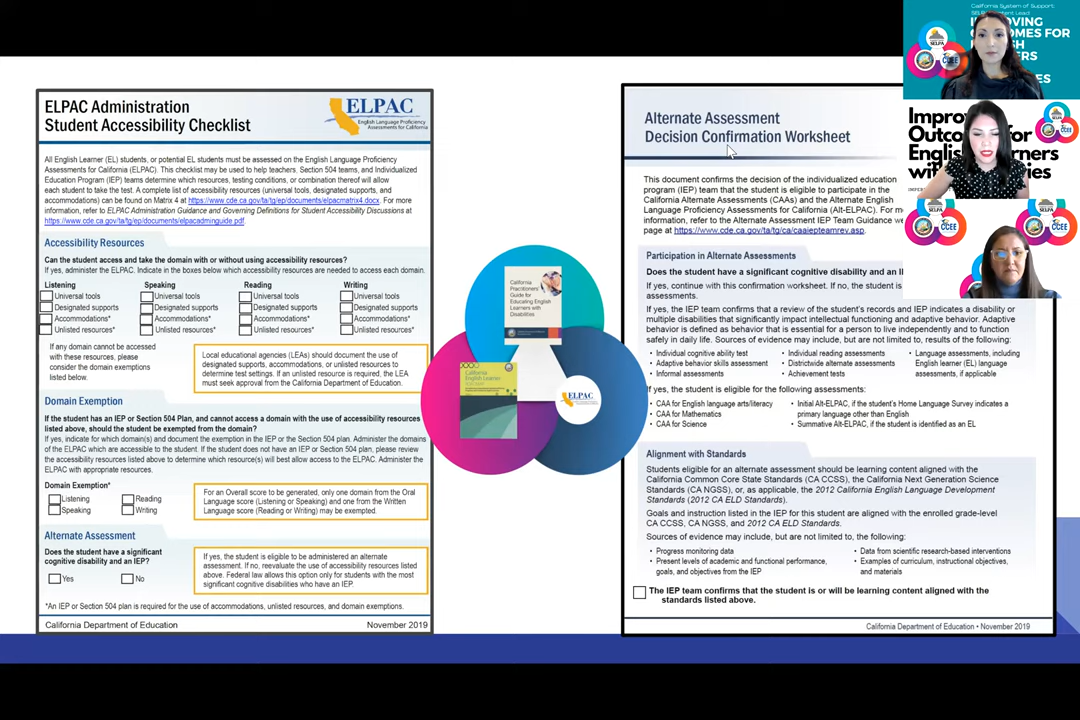 ELPAC Administration
Student Accessibility Checklist
ELPAC
English Language Proficiency
Assessments for California
All English Learner (EL) students, or potential EL students must be assessed on the English Language Proficiency
Assessments for California (ELPAC). This checklist may be used to help teachers, Section 504 teams, and Individualized
Education Program (IEP) teams determine which resources, testing conditions, or combination thereof will allow
each student to take the test. A complete list of accessibility resources (universal tools, designated supports, and
accommodations) can be found on Matrix 4 at https://www.cde.ca.gov/ta/tg/ep/documents/elpacmatrix4.docx. For
more information, refer to ELPAC Administration Guidance and Governing Definitions for Student Accessibility Discussions at
https://www.cde.ca.gov/ta/tg/ep/documents/elpacadminguide.pdf.
Accessibility Resources
Can the student access and take the domain with or without using accessibility resources?
If yes, administer the ELPAC. Indicate in the boxes below which accessibility resources are needed to access each domain.
Listening Speaking Reading Writing
Universal tools Universal tools Universal tools Universal tools
Designated supports Designated supports Designated supports Designated supports
Accommodations* Accommodations* Accommodations* Accommodations*
Unlisted resources* Unlisted resources* Unlisted resources* Unlisted resources*
If any domain cannot be accessed
with these resources, please
consider the domain exemptions
listed below.
Local educational agencies (LEAs) should document the use of
designated supports, accommodations, or unlisted resources to
determine test settings. If an unlisted resource is required, the LEA
must seek approval from the California Department of Education.
Domain Exemption
If the student has an IEP or Section 504 Plan, and cannot access a domain with the use of accessibility resources
listed above, should the student be exempted from the domain?
If yes, indicate for which domain(s) and document the exemption in the IEP or the Section 504 plan. Administer the domains
of the ELPAC which are accessible to the student. If the student does not have an IEP or Section 504 plan, please review
the accessibility resources listed above to determine which resource(s) will best allow access to the ELPAC. Administer the
ELPAC with appropriate resources.
Domain Exemption*
Listening Reading
Speaking Writing
For an Overall score to be generated, only one domain from the Oral
Language score (Listening or Speaking) and one from the Written
Language score (Reading or Writing) may be exempted.
Alternate Assessment
Does the student have a significant
cognitive disability and an IEP?
Yes No
If yes, the student is eligible to be administered an alternate
assessment. If no, reevaluate the use of accessibility resources listed
above. Federal law allows this option only for students with the most
significant cognitive disabilities who have an IEP.
*An IEP or Section 504 plan is required for the use of accommodations, unlisted resources, and domain exemptions.
California Department of Education November 2019
California
Practitioners'
Guide for
Educating English
Learners with
Disabilities
California
English Learner
ELPAC
Alternate Assessment
Decision Confirmation Worksheet
This document confirms the decision of the individualized education
program (IEP) team that the student is eligible to participate in the
California Alternate Assessments (CAAs) and the Alternate English
Language Proficiency Assessments for California (Alt-ELPAC). For more
information, refer to the Alternate Assessment IEP Team Guidance we
page at https://www.cde.ca.gov/ta/tg/ca/caaiepteamrev.asp.
Participation in Alternate Assessments
Does the student have a significant cognitive disability and an I
If yes, continue with this confirmation worksheet. If no, the student is
assessments.
If yes, the IEP team confirms that a review of the student's records indicates a disability or
multiple disabilities that significantly impact intellectual functioning and adaptive behavior. Adaptive
behavior is defined as behavior that is essential for a person to live independently and to function
safely in daily life. Sources of evidence may include, but are not limited to, results of the following:
• Individual cognitive ability test • Individual reading assessments • Language assessments, including
• Adaptive behavior skills assessment • Districtwide alternate assessments English learner (EL) language
• Informal assessments • Achievement tests assessments, if applicable
If yes, the student is eligible for the following assessments:
• CAA for English language arts/literacy • Initial Alt-ELPAC, if the student's Home Language Survey indicates a
• CAA for Mathematics primary language other than English
• CAA for Science • Summative Alt-ELPAC, if the student is identified as an EL
Alignment with Standards
Students eligible for an alternate assessment should be learning content aligned with the
California Common Core State Standards (CA CCSS), the California Next Generation Science
Standards (CA NGSS), or, as applicable, the 2012 California English Language Development
Standards (2012 CA ELD Standards).
Goals and instruction listed in the IEP for this student are aligned with the enrolled grade-level
CA CCSS, CA NGSS, and 2012 CA ELD Standards.
Sources of evidence may include, but are not limited to, the following:
• Progress monitoring data • Data from scientific research-based interventions
• Present levels of academic and functional performance, • Examples of curriculum, instructional objectives,
goals, and objectives from the IEP and materials
The IEP team confirms that the student is or will be learning content aligned with the
standards listed above.
California Department of Education • November 2019
California System of Support:
SELPA
CCEE
Improv
Outco for
English ners
SELPA
CCEE
SELPA
CCEE